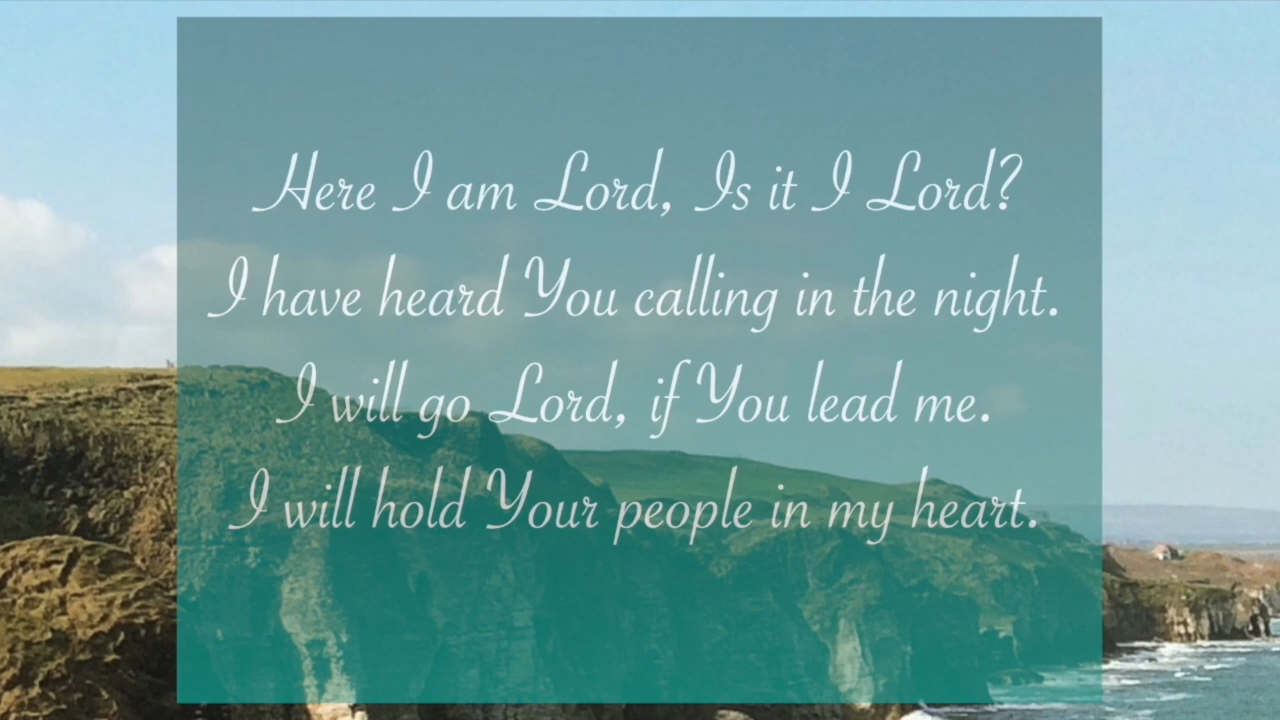 Here I am Lord, Is it I Lord?
I have heard You calling in the night.
I will go Lord, if You lead me.
I will hold Your people in my heart.